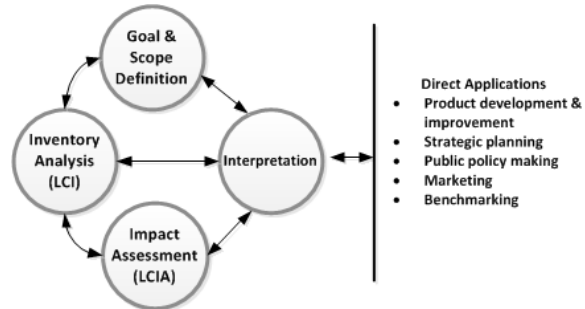 Goal &
Scope
Definition
Inventory
Analysis
(LCI)
Interpretation
Impact
Assessment
(LCIA)
Direct Applications
• Product development &
improvement
• Strategic planning
• Public policy making
• Marketing
• Benchmarking